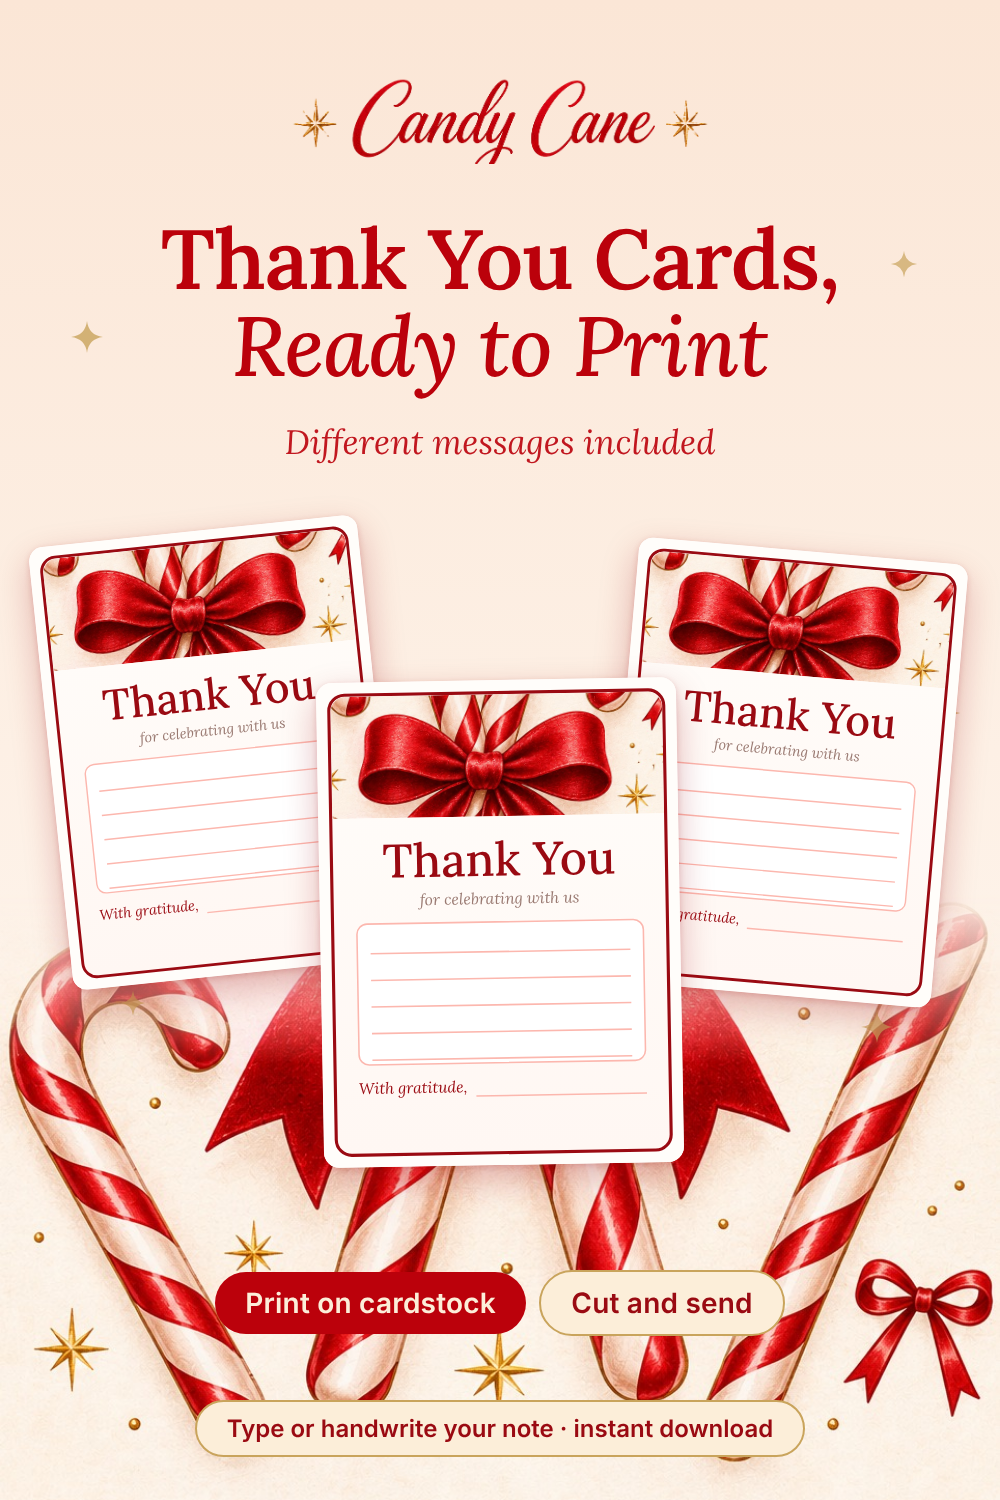 Candy Cane
Thank You Cards,
Ready to Print
Different messages included
Thank You
for celebrating with us
With gratitude,
Thank You
for celebrating with us
With gratitude,
Thank You
for celebrating with us
gratitude,
Print on cardstock
Cut and send
Type or handwrite your note · instant download